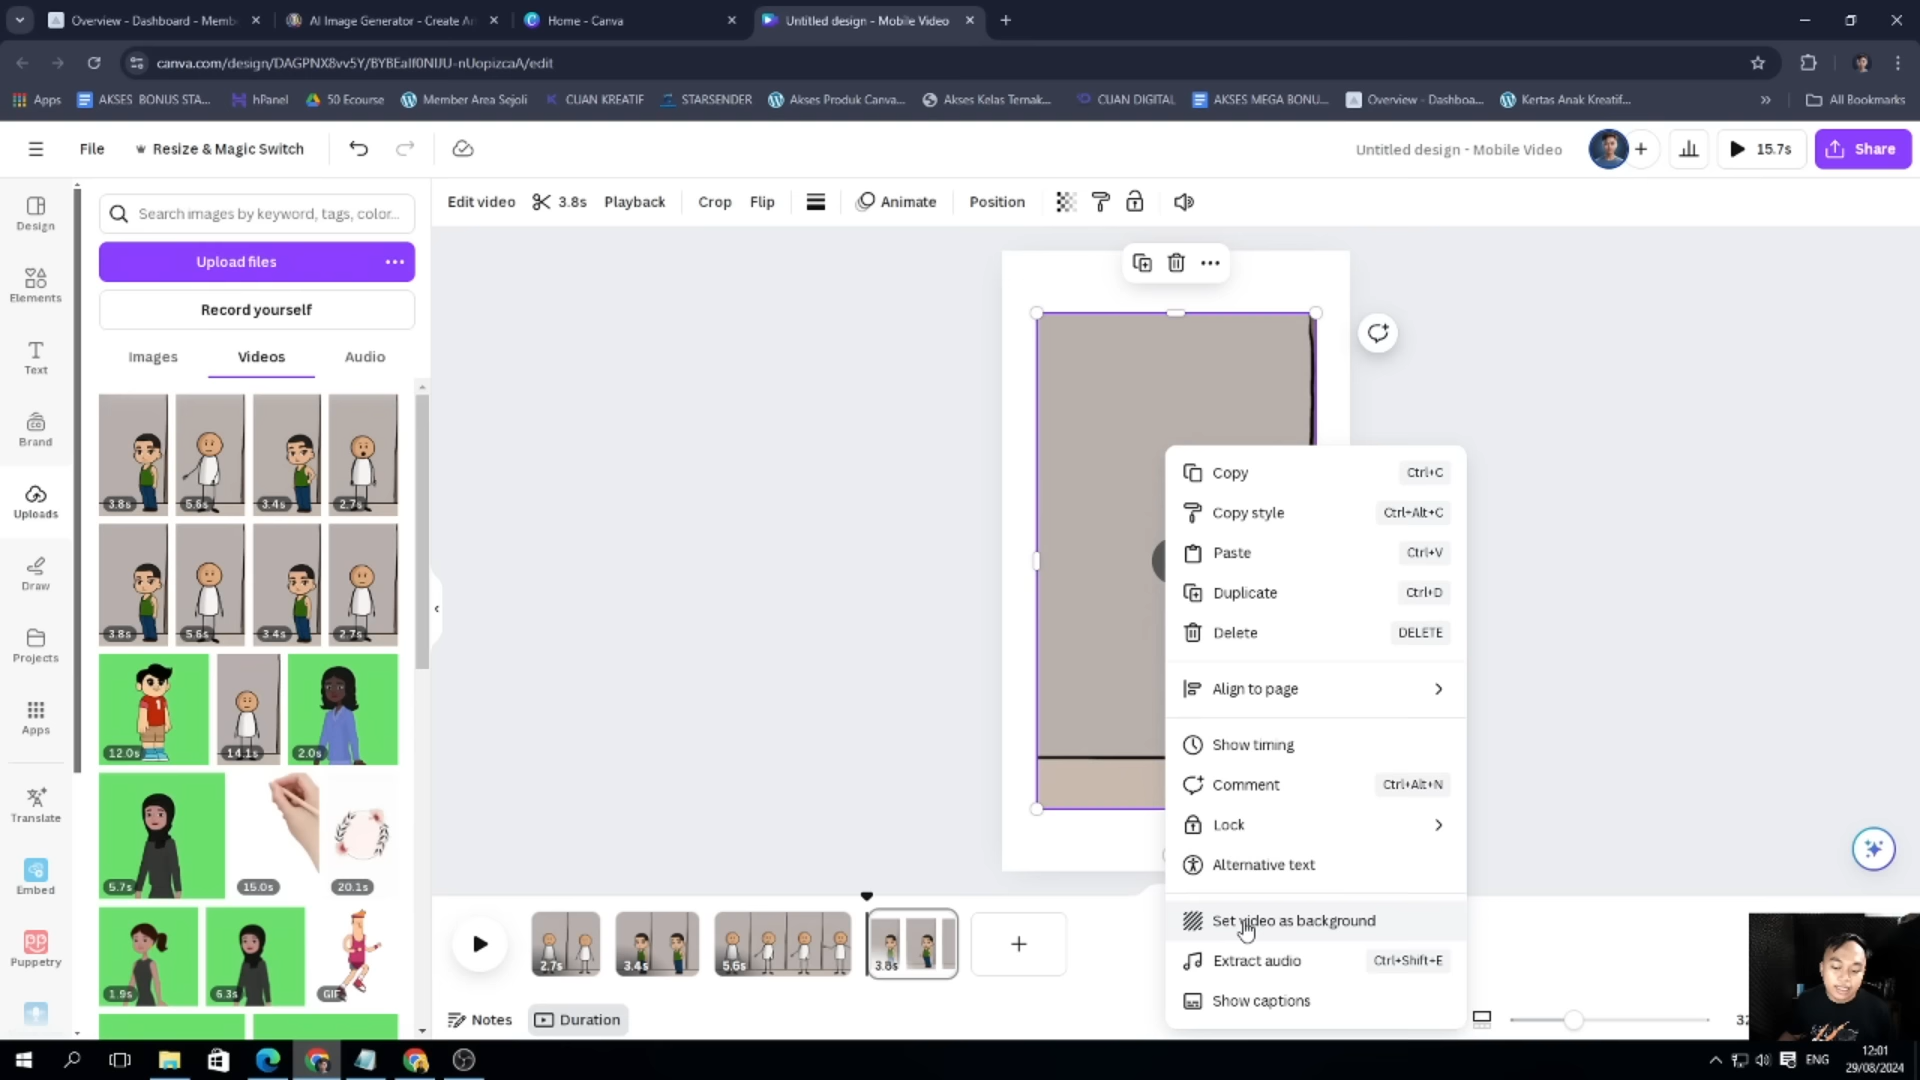 Overview - Dashboard - Memb
AI Image Generator - Create Ar
Home - Canva
Untitled design - Mobile Video
canva.com/design/DAGPNX8vv5Y/BYBEaIf0NIJU-nUopizcaA/edit
Apps
AKSES BONUS STA...
hPanel
50 Ecourse
Member Area Sejoli
CUAN KREATIF
STARSENDER
Akses Produk Canva...
Akses Kelas Ternak...
CUAN DIGITAL
AKSES MEGA BONU...
Overview - Dashboa...
Kertas Anak Kreatif...
All Bookmarks
File
Resize & Magic Switch
Untitled design - Mobile Video
15.7s
Share
Design
Elements
Text
Brand
Uploads
Draw
Projects
Apps
Translate
Embed
Puppetry
Search images by keyword, tags, color...
Upload files
Record yourself
Images
Videos
Audio
3.8s
5.6s
3.4s
2.7s
3.8s
5.6s
3.4s
2.7s
12.0s
14.1s
2.0s
5.7s
15.0s
20.1s
1.9s
6.3s
GIF
Edit video
3.8s
Playback
Crop
Flip
Animate
Position
Copy Ctrl+C
Copy style Ctrl+Alt+C
Paste Ctrl+V
Duplicate Ctrl+D
Delete DELETE
Align to page
Show timing
Comment Ctrl+Alt+N
Lock
Alternative text
Set video as background
Extract audio Ctrl+Shift+E
Show captions
2.7s
3.4s
5.6s
3.8s
Notes
Duration
ENG
12:01
29/08/2024